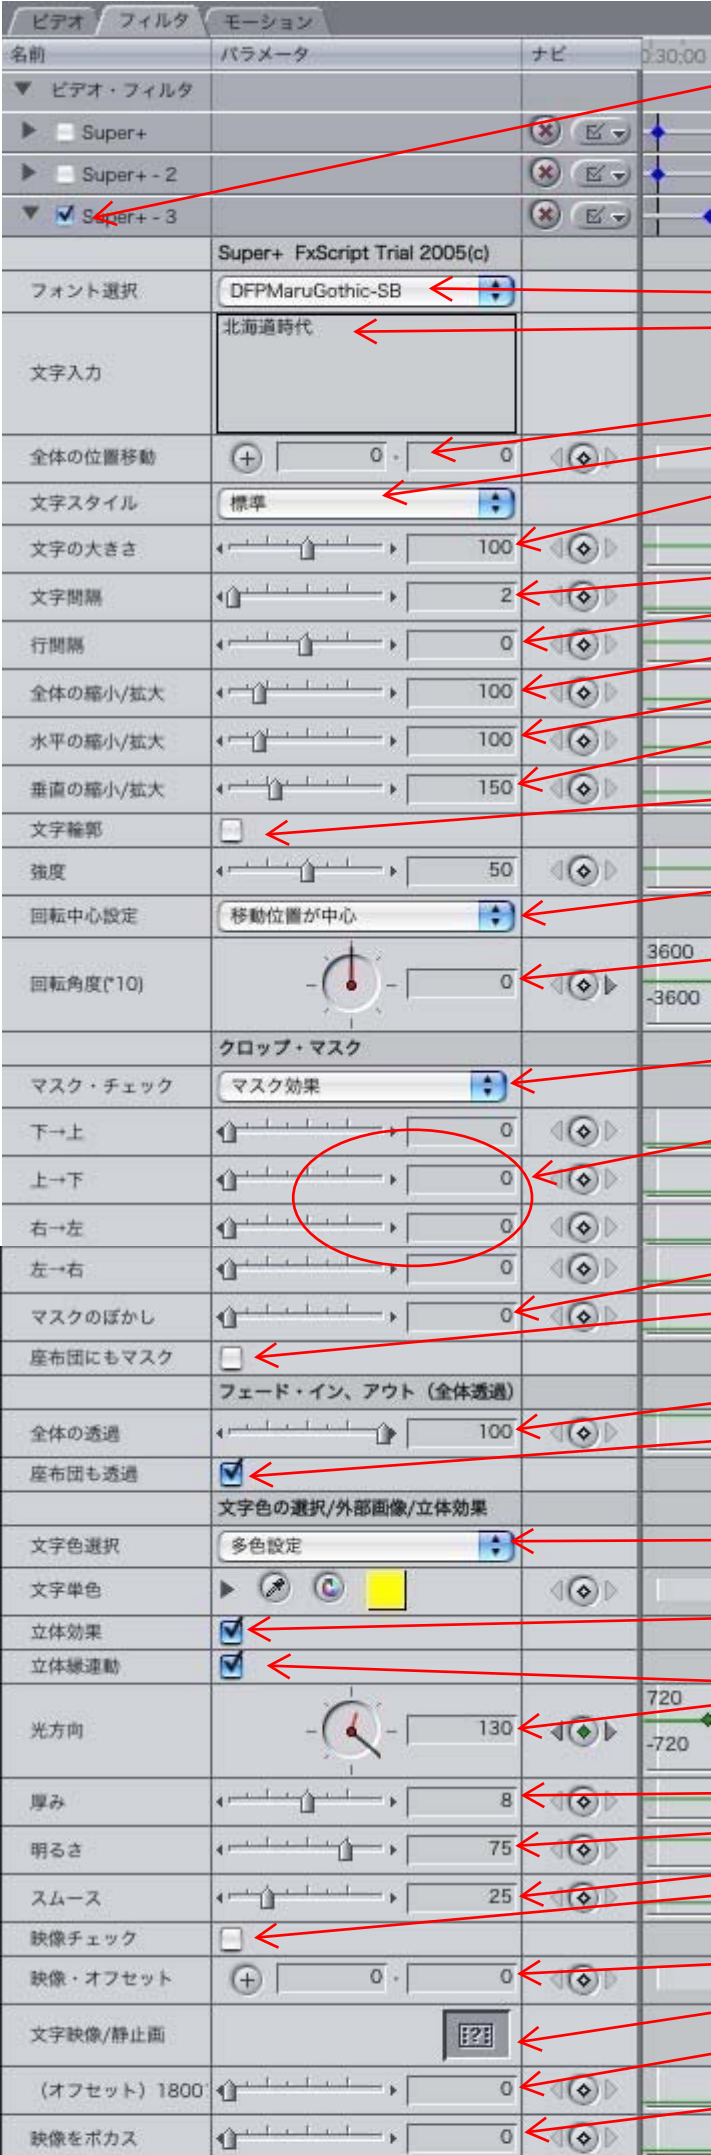 ビデオ フィルタ モーション
名前 パラメータ ナビ 0:30:00
ビデオ・フィルタ
Super+
Super+ - 2
Super+ - 3
Super+ FxScript Trial 2005(c)
フォント選択 DFPMaruGothic-SB
文字入力 北海道時代
全体の位置移動 0 0
文字スタイル 標準
文字の大きさ 100
文字間隔 2
行間隔 0
全体の縮小/拡大 100
水平の縮小/拡大 100
垂直の縮小/拡大 150
文字輪郭
強度 50
回転中心設定 移動位置が中心
回転角度(*10) 0 3600
-3600
クロップ・マスク
マスク・チェック マスク効果
下→上 0
上→下 0
右→左 0
左→右 0
マスクのぼかし 0
座布団にもマスク
フェード・イン、アウト（全体透過）
全体の透過 100
座布団も透過
文字色の選択/外部画像/立体効果
文字色選択 多色設定
文字単色
立体効果
立体縁連動
光方向 130 720
-720
厚み 8
明るさ 75
スムース 25
映像チェック
映像・オフセット 0 0
文字映像/静止画
（オフセット）1800 0
映像をボカス 0